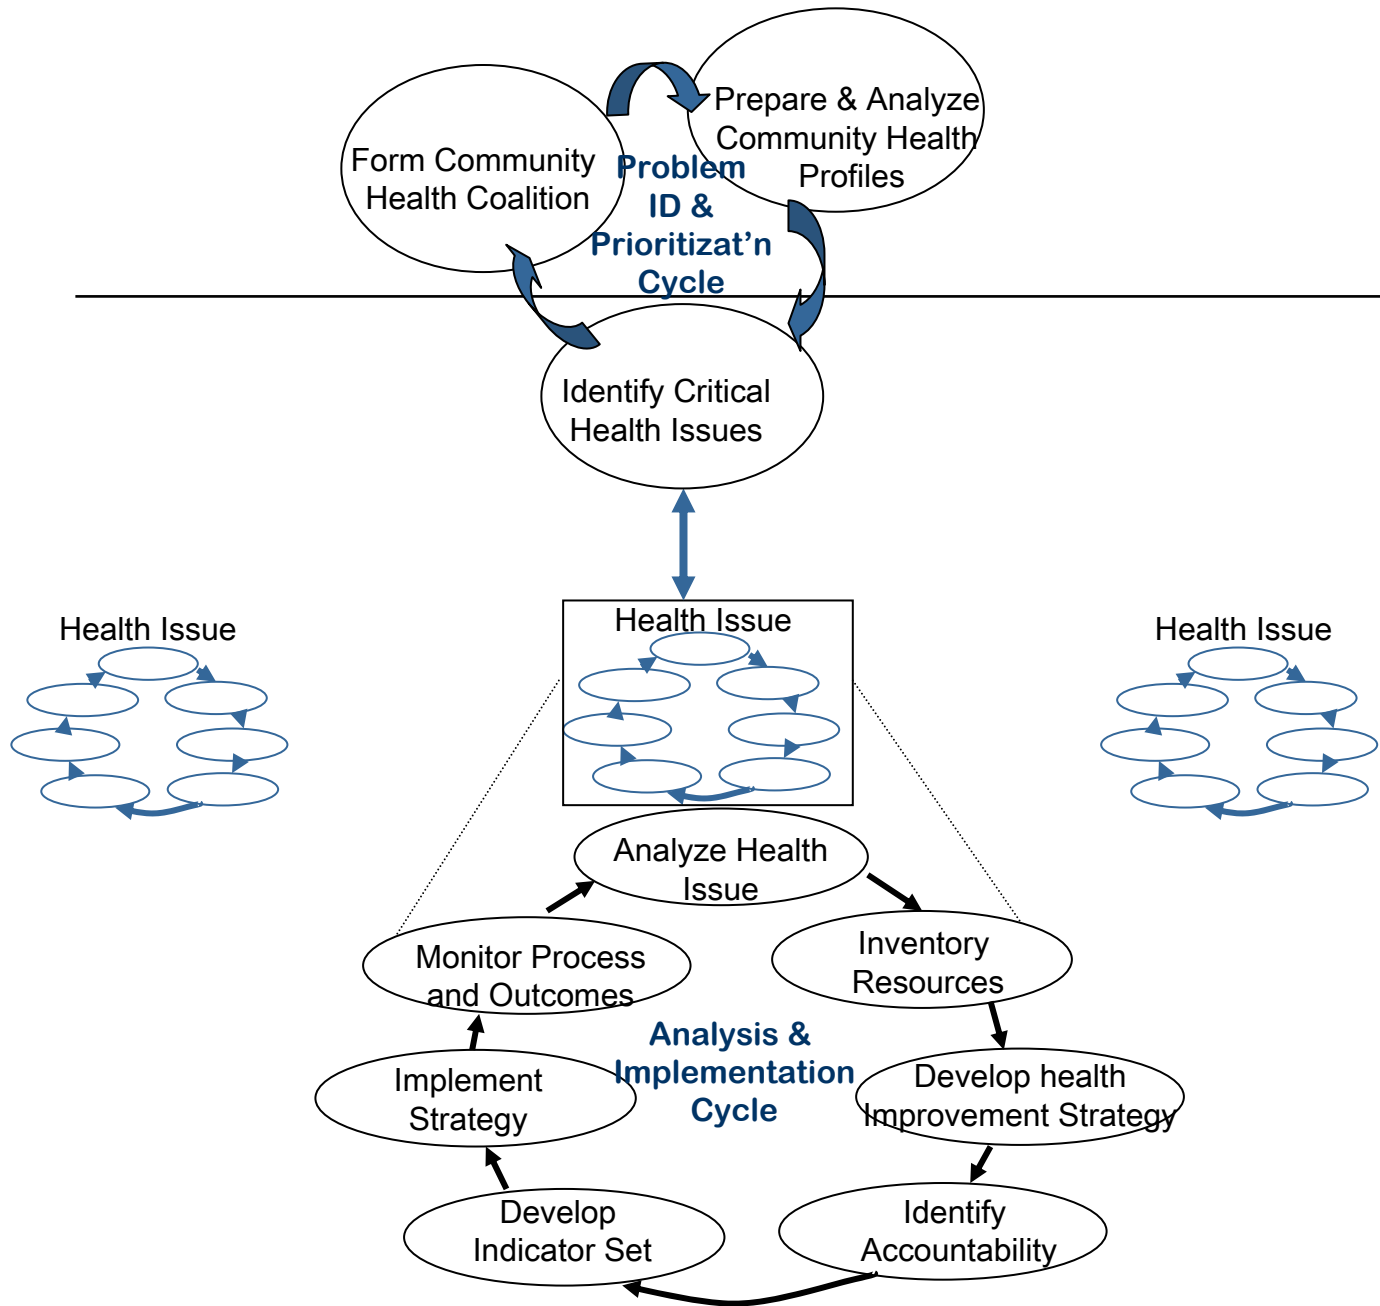 Prepare & Analyze
Community Health
Profiles
Form Community
Health Coalition
Problem
ID &
Prioritizat’n
Cycle
Identify Critical
Health Issues
Health Issue
Health Issue
Health Issue
Analyze Health
Issue
Monitor Process
and Outcomes
Inventory
Resources
Analysis &
Implementation
Cycle
Implement
Strategy
Develop health
Improvement Strategy
Develop
Indicator Set
Identify
Accountability